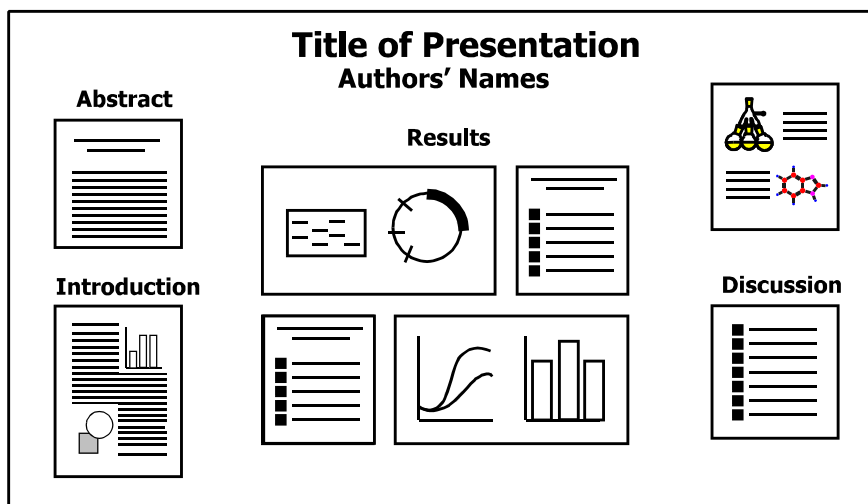 Title of Presentation
Authors’ Names
Abstract
Results
Introduction
Discussion